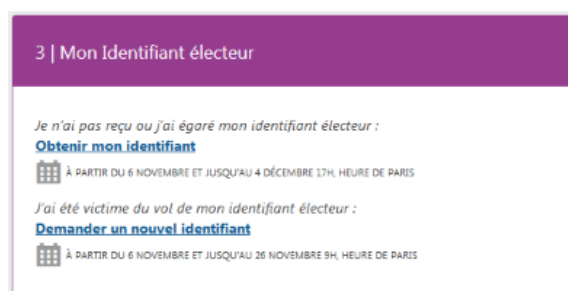 3 | Mon Identifiant électeur
Je n'ai pas reçu ou j'ai égaré mon identifiant électeur :
Obtenir mon identifiant
À PARTIR DU 6 NOVEMBRE ET JUSQU'AU 4 DÉCEMBRE 17H, HEURE DE PARIS
J'ai été victime du vol de mon identifiant électeur :
Demander un nouvel identifiant
À PARTIR DU 6 NOVEMBRE ET JUSQU'AU 26 NOVEMBRE 9H, HEURE DE PARIS